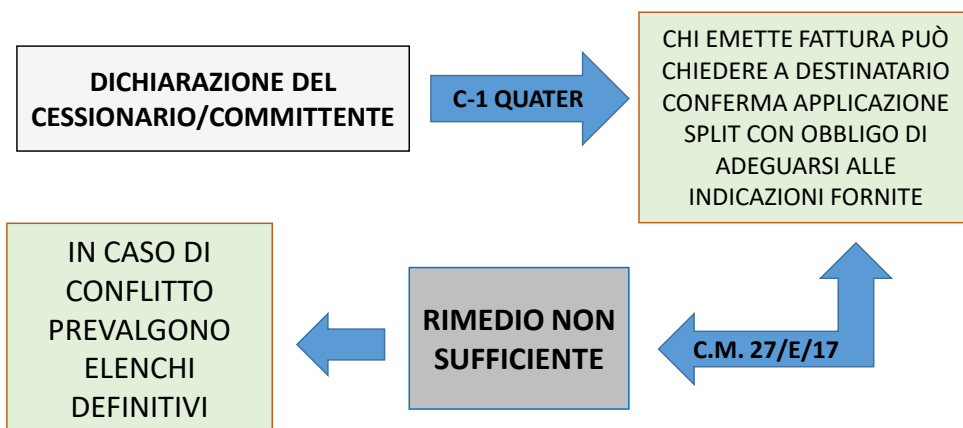 DICHIARAZIONE DEL
CESSIONARIO/COMMITTENTE
C-1 QUATER
CHI EMETTE FATTURA PUÒ
CHIEDERE A DESTINATARIO
CONFERMA APPLICAZIONE
SPLIT CON OBBLIGO DI
ADEGUARSI ALLE
INDICAZIONI FORNITE
C.M. 27/E/17
RIMEDIO NON
SUFFICIENTE
IN CASO DI
CONFLITTO
PREVALGONO
ELENCHI
DEFINITIVI